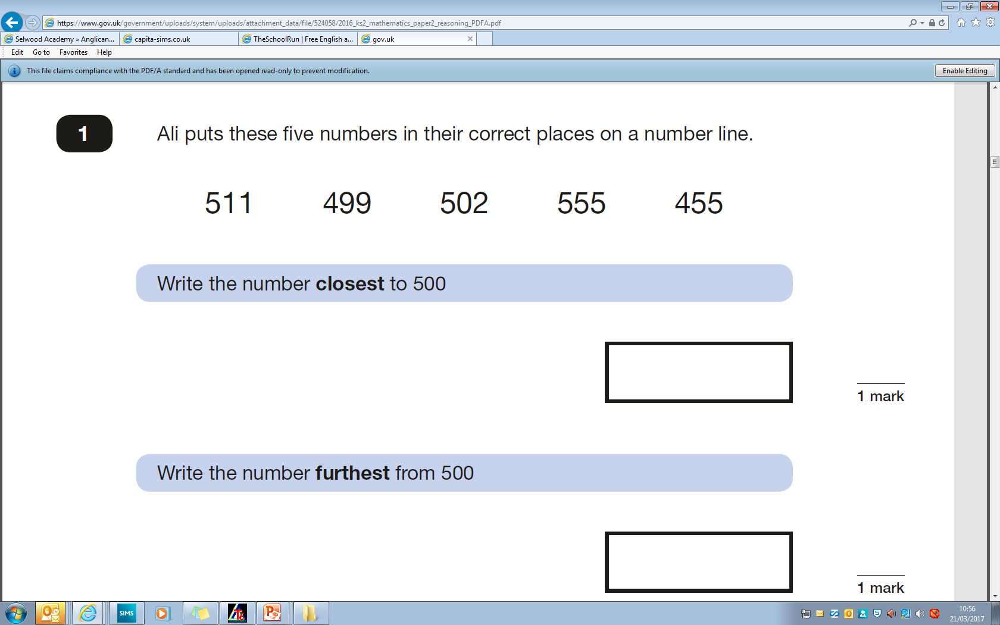 https://www.gov.uk/government/uploads/system/uploads/attachment_data/file/524058/2016_ks2_mathematics_paper2_reasoning_PDFA.pdf
Selwood Academy » Anglican... capita-sims.co.uk TheSchoolRun | Free English a... gov.uk
Edit Go to Favorites Help
This file claims compliance with the PDF/A standard and has been opened read-only to prevent modification. Enable Editing
1 Ali puts these five numbers in their correct places on a number line.
511 499 502 555 455
Write the number closest to 500
1 mark
Write the number furthest from 500
1 mark
SIMS
10:56
21/03/2017